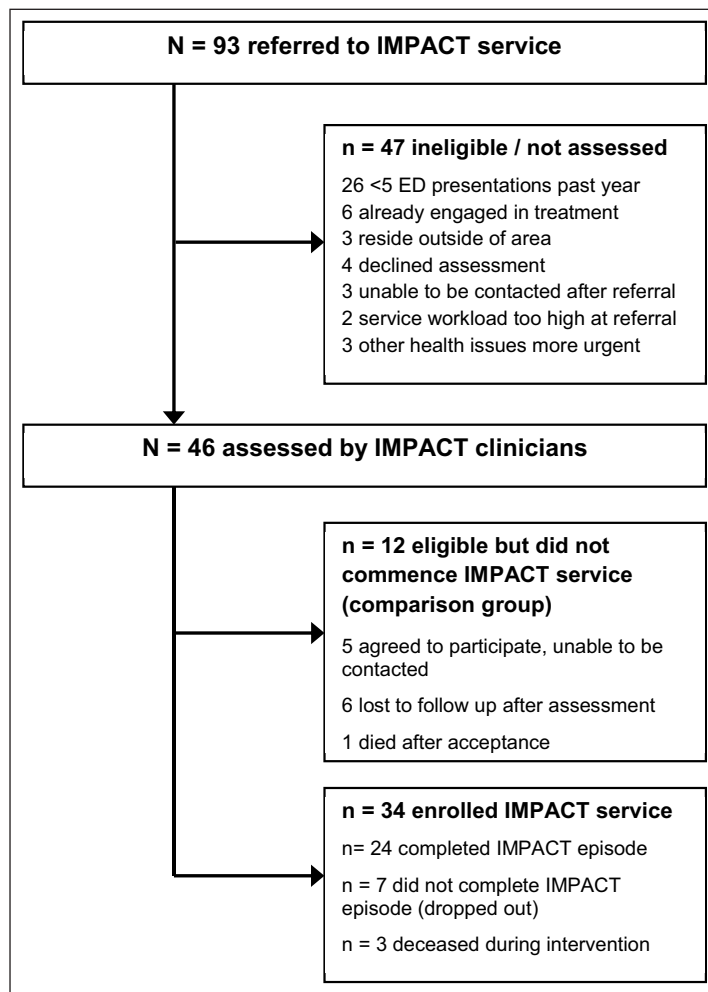 N = 93 referred to IMPACT service
n = 47 ineligible / not assessed
26 <5 ED presentations past year
6 already engaged in treatment
3 reside outside of area
4 declined assessment
3 unable to be contacted after referral
2 service workload too high at referral
3 other health issues more urgent
N = 46 assessed by IMPACT clinicians
n = 12 eligible but did not
commence IMPACT service
(comparison group)
5 agreed to participate, unable to be
contacted
6 lost to follow up after assessment
1 died after acceptance
n = 34 enrolled IMPACT service
n= 24 completed IMPACT episode
n = 7 did not complete IMPACT
episode (dropped out)
n = 3 deceased during intervention